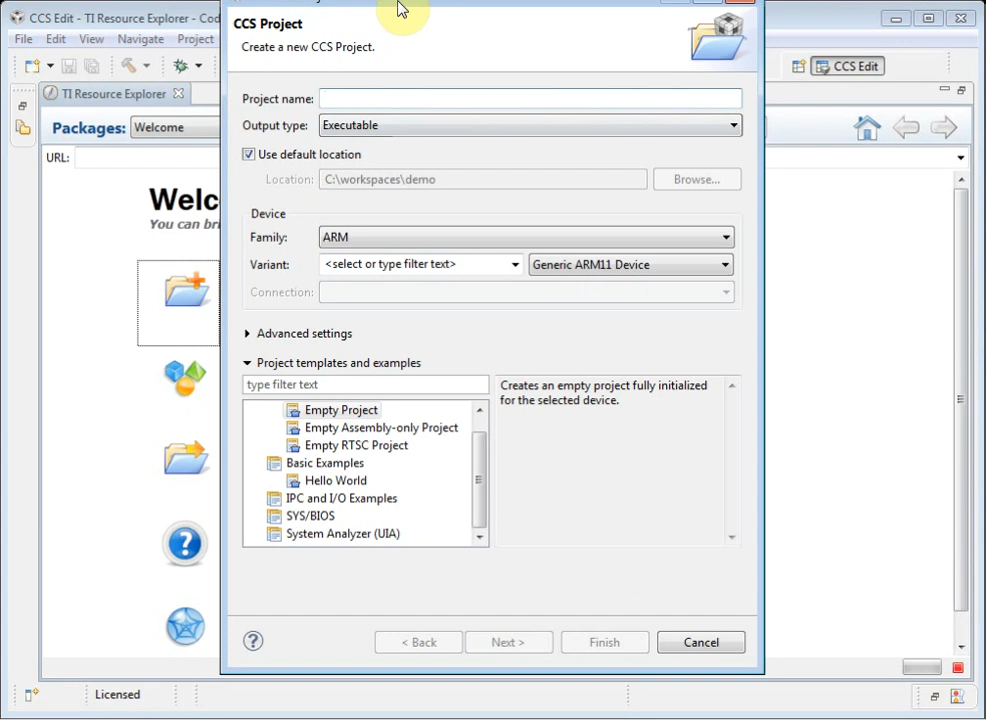 CCS Edit - TI Resource Explorer - Cod
File Edit View Navigate Project
CCS Edit
TI Resource Explorer
Packages: Welcome
URL:
Welc
You can bri
CCS Project
Create a new CCS Project.
Project name:
Output type: Executable
Use default location
Location: C:\workspaces\demo Browse...
Device
Family: ARM
Variant: <select or type filter text> Generic ARM11 Device
Connection:
Advanced settings
Project templates and examples
type filter text
Empty Project
Empty Assembly-only Project
Empty RTSC Project
Basic Examples
Hello World
IPC and I/O Examples
SYS/BIOS
System Analyzer (UIA)
Creates an empty project fully initialized
for the selected device.
? < Back Next > Finish Cancel
?
Licensed